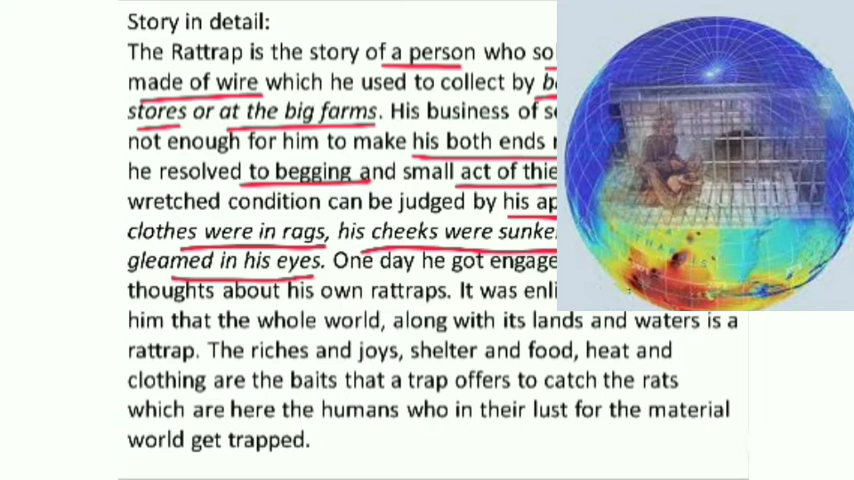 Story in detail:
The Rattrap is the story of a person who so
made of wire which he used to collect by b
stores or at the big farms. His business of s
not enough for him to make his both ends
he resolved to begging and small act of thie
wretched condition can be judged by his ap
clothes were in rags, his cheeks were sunke
gleamed in his eyes. One day he got engage
thoughts about his own rattraps. It was enli
him that the whole world, along with its lands and waters is a
rattrap. The riches and joys, shelter and food, heat and
clothing are the baits that a trap offers to catch the rats
which are here the humans who in their lust for the material
world get trapped.